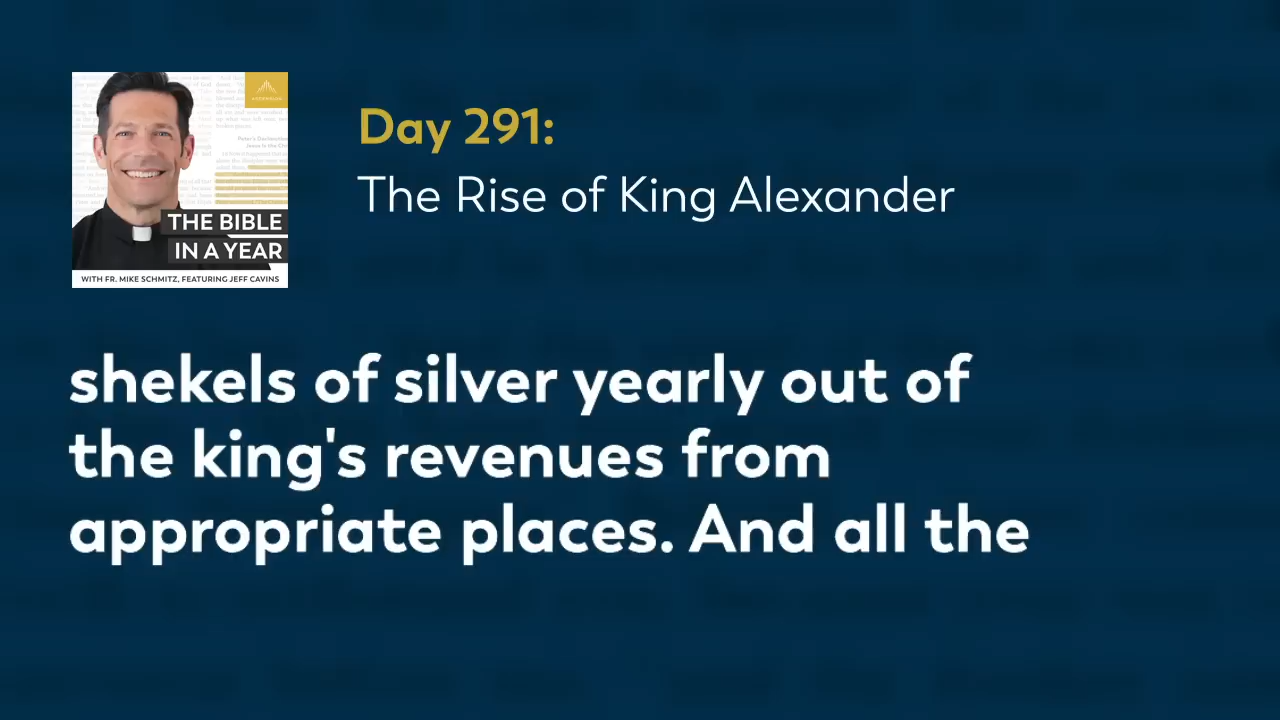 Day 291:
The Rise of King Alexander
THE BIBLE
IN A YEAR
WITH FR. MIKE SCHMITZ, FEATURING JEFF CAVINS
shekels of silver yearly out of
the king's revenues from
appropriate places. And all the